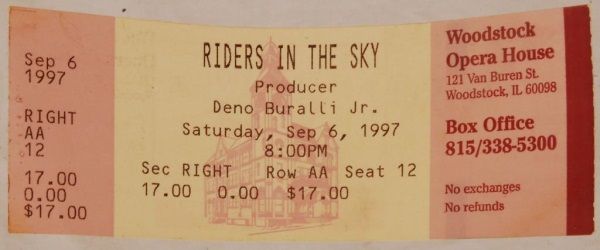 Sep 6
1997
RIGHT
AA
12
17.00
0.00
$17.00
RIDERS IN THE SKY
Producer
Deno Buralli Jr.
Saturday, Sep 6, 1997
8:00PM
Sec RIGHT Row AA Seat 12
17.00 0.00 $17.00
Woodstock
Opera House
121 Van Buren St.
Woodstock, IL 60098
Box Office
815/338-5300
No exchanges
No refunds